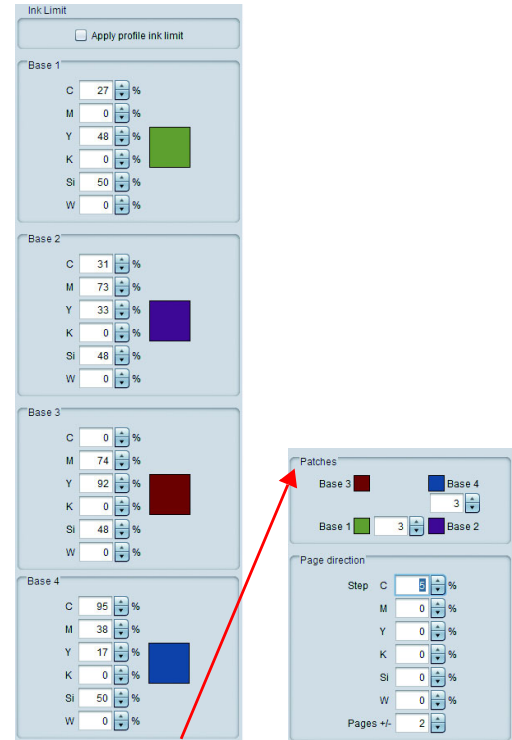 Ink Limit
Apply profile ink limit
Base 1
C 27 %
M 0 %
Y 48 %
K 0 %
Si 50 %
W 0 %
Base 2
C 31 %
M 73 %
Y 33 %
K 0 %
Si 48 %
W 0 %
Base 3
C 0 %
M 74 %
Y 92 %
K 0 %
Si 48 %
W 0 %
Base 4
C 95 %
M 38 %
Y 17 %
K 0 %
Si 50 %
W 0 %
Patches
Base 3 Base 4
3
Base 1 3 Base 2
Page direction
Step C 5 %
M 0 %
Y 0 %
K 0 %
Si 0 %
W 0 %
Pages +/- 2